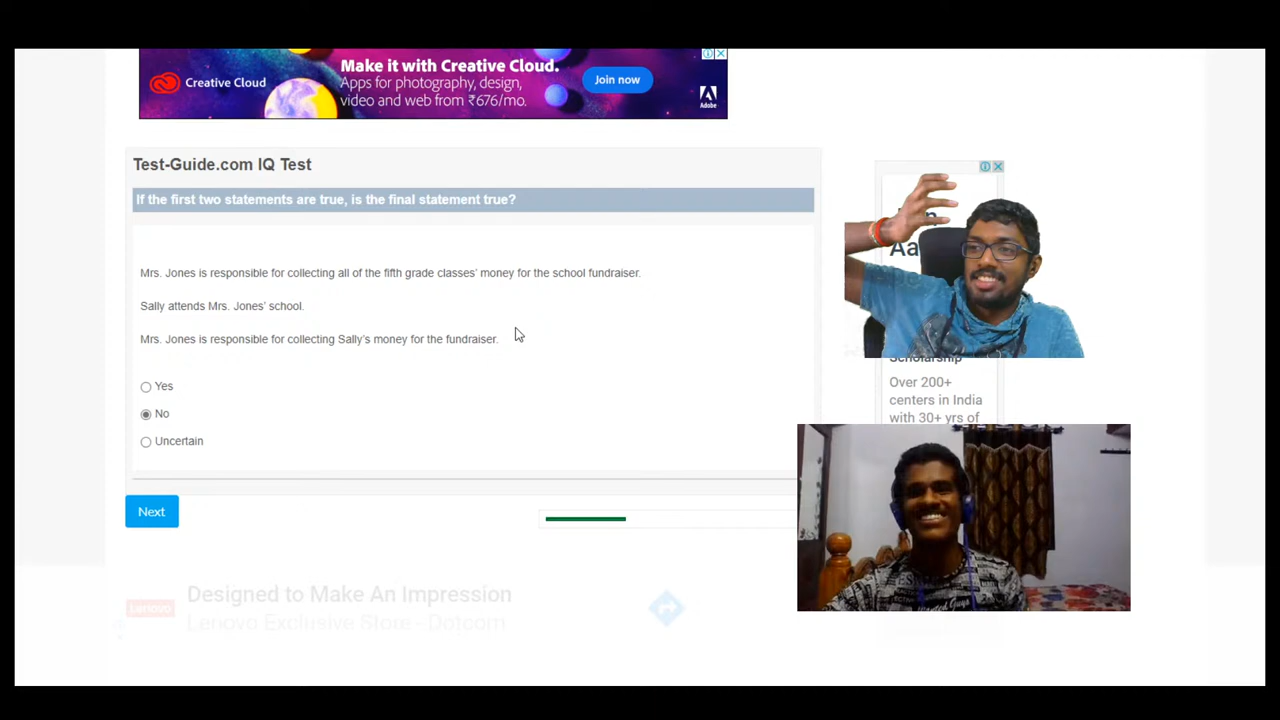 Make it with Creative Cloud.
Creative Cloud
Apps for photography, design,
video and web from ₹676/mo.
Join now
Adobe
Test-Guide.com IQ Test
If the first two statements are true, is the final statement true?
Mrs. Jones is responsible for collecting all of the fifth grade classes' money for the school fundraiser.
Sally attends Mrs. Jones' school.
Mrs. Jones is responsible for collecting Sally's money for the fundraiser.
Yes
No
Uncertain
Next
Scholarship
Over 200+
centers in India
with 30+ yrs of
Lenovo
Designed to Make An Impression
Lenovo Exclusive Store - Dotcom